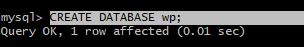 mysql> CREATE DATABASE wp;
Query OK, 1 row affected (0.01 sec)